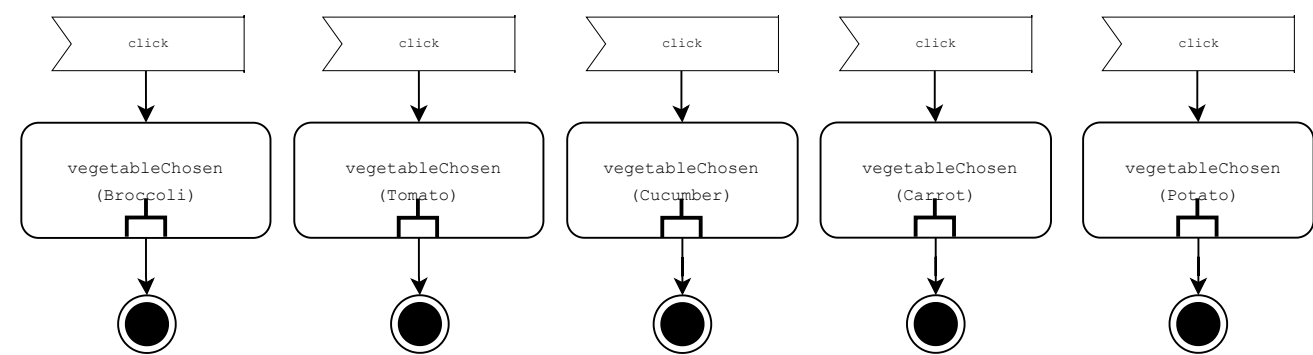 click
click
click
click
click
vegetableChosen
(Broccoli)
vegetableChosen
(Tomato)
vegetableChosen
(Cucumber)
vegetableChosen
(Carrot)
vegetableChosen
(Potato)